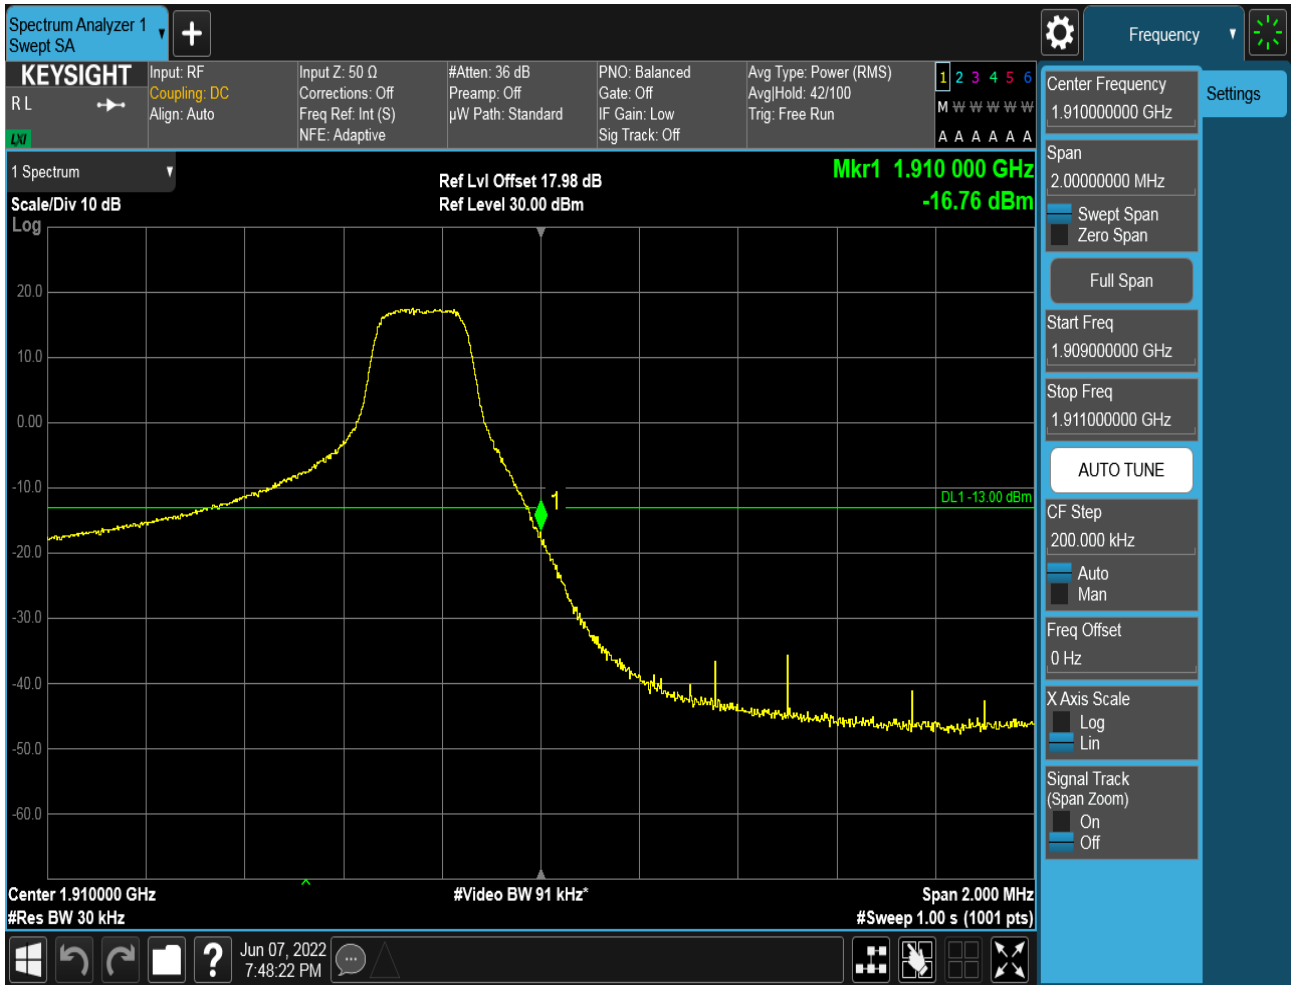 Spectrum Analyzer 1
Swept SA
Frequency
KEYSIGHT
R L
LXI
Input: RF
Coupling: DC
Align: Auto
Input Z: 50 Ω
Corrections: Off
Freq Ref: Int (S)
NFE: Adaptive
#Atten: 36 dB
Preamp: Off
µW Path: Standard
PNO: Balanced
Gate: Off
IF Gain: Low
Sig Track: Off
Avg Type: Power (RMS)
Avg|Hold: 42/100
Trig: Free Run
1 2 3 4 5 6
M W W W W W
A A A A A A
1 Spectrum
Scale/Div 10 dB
Log
Ref Lvl Offset 17.98 dB
Ref Level 30.00 dBm
Mkr1 1.910 000 GHz
-16.76 dBm
20.0
10.0
0.00
-10.0
-20.0
-30.0
-40.0
-50.0
-60.0
1
DL1 -13.00 dBm
Center 1.910000 GHz
#Res BW 30 kHz
#Video BW 91 kHz*
Span 2.000 MHz
#Sweep 1.00 s (1001 pts)
Jun 07, 2022
7:48:22 PM
Center Frequency
1.910000000 GHz
Settings
Span
2.00000000 MHz
Swept Span
Zero Span
Full Span
Start Freq
1.909000000 GHz
Stop Freq
1.911000000 GHz
AUTO TUNE
CF Step
200.000 kHz
Auto
Man
Freq Offset
0 Hz
X Axis Scale
Log
Lin
Signal Track
(Span Zoom)
On
Off